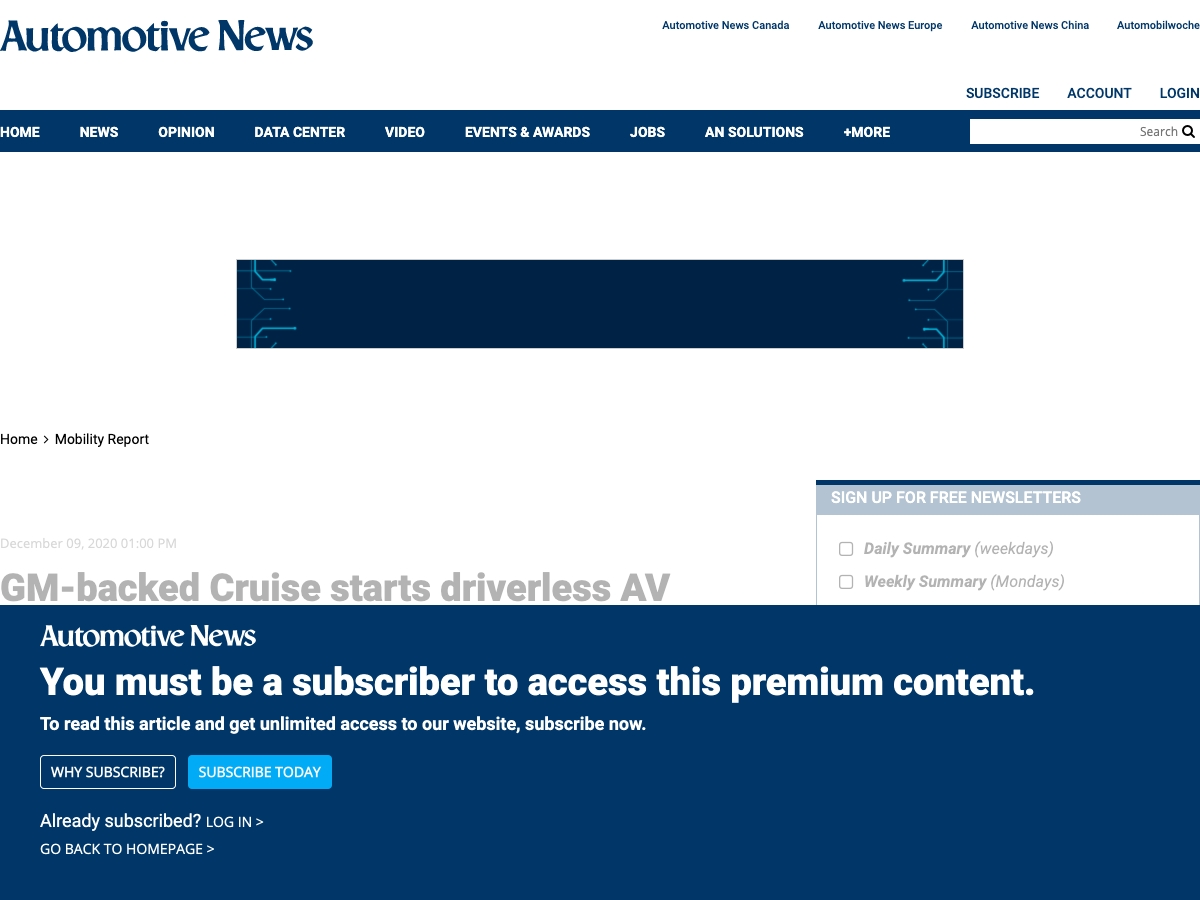 Automotive News
Automotive News Canada Automotive News Europe Automotive News China Automobilwoche
SUBSCRIBE ACCOUNT LOGIN
HOME NEWS OPINION DATA CENTER VIDEO EVENTS & AWARDS JOBS AN SOLUTIONS +MORE Search
Home > Mobility Report
SIGN UP FOR FREE NEWSLETTERS
December 09, 2020 01:00 PM
Daily Summary (weekdays)
GM-backed Cruise starts driverless AV
Weekly Summary (Mondays)
Automotive News
You must be a subscriber to access this premium content.
To read this article and get unlimited access to our website, subscribe now.
WHY SUBSCRIBE? SUBSCRIBE TODAY
Already subscribed? LOG IN >
GO BACK TO HOMEPAGE >